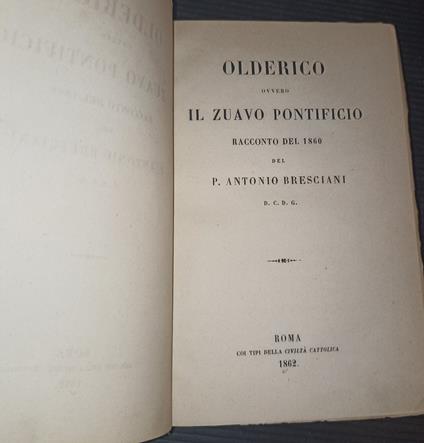 OLDERICO
OVVERO
IL ZUAVO PONTIFICIO
RACCONTO DEL 1860
DEL
P. ANTONIO BRESCIANI
D. C. D. G.
ROMA
COI TIPI DELLA CIVILTÀ CATTOLICA
1862.